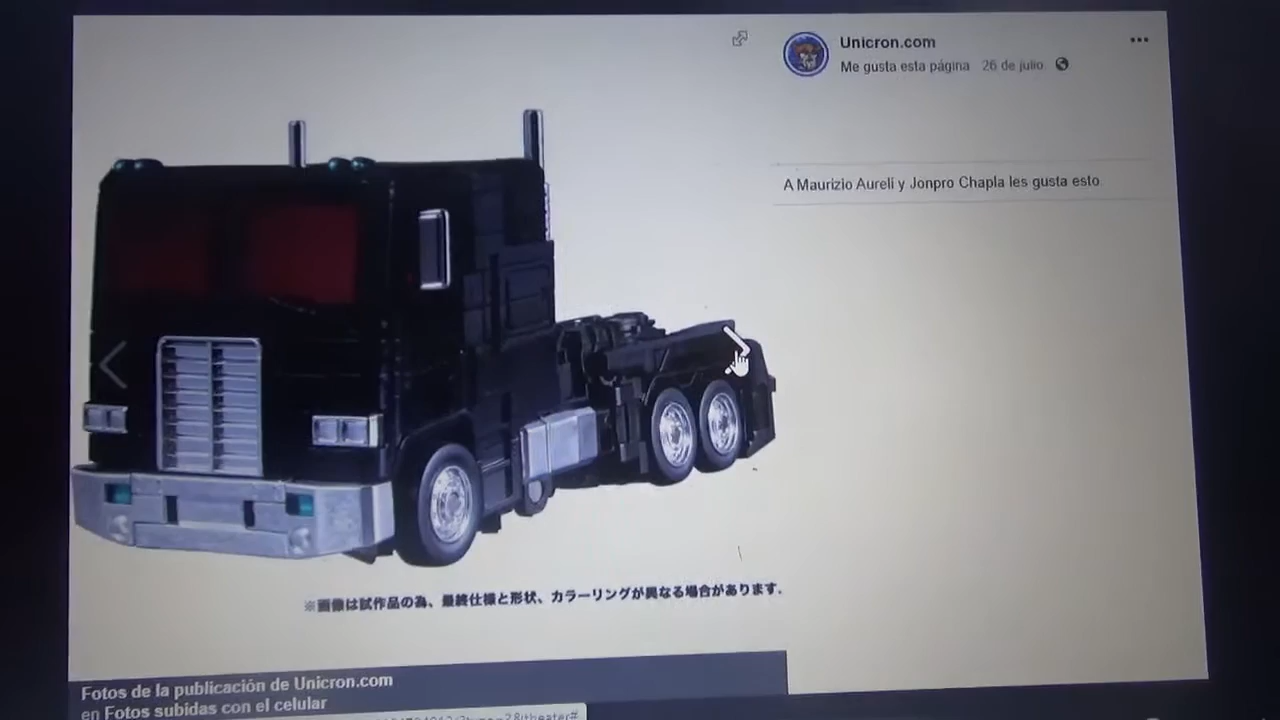 Unicron.com
Me gusta esta página 26 de julio
A Maurizio Aureli y Jonpro Chapla les gusta esto.
※画像は試作品の為、最終仕様と形状、カラーリングが異なる場合があります.
Fotos de la publicación de Unicron.com
en Fotos subidas con el celular